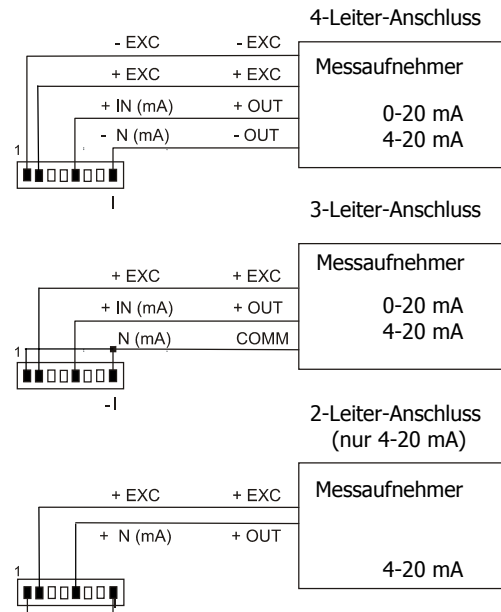 4-Leiter-Anschluss
- EXC - EXC
+ EXC + EXC
+ IN (mA) + OUT
- N (mA) - OUT
Messaufnehmer
0-20 mA
4-20 mA
1
I
3-Leiter-Anschluss
+ EXC + EXC
+ IN (mA) + OUT
N (mA) COMM
Messaufnehmer
0-20 mA
4-20 mA
1
-I
2-Leiter-Anschluss
(nur 4-20 mA)
+ EXC + EXC
+ N (mA) + OUT
Messaufnehmer
4-20 mA
1
I